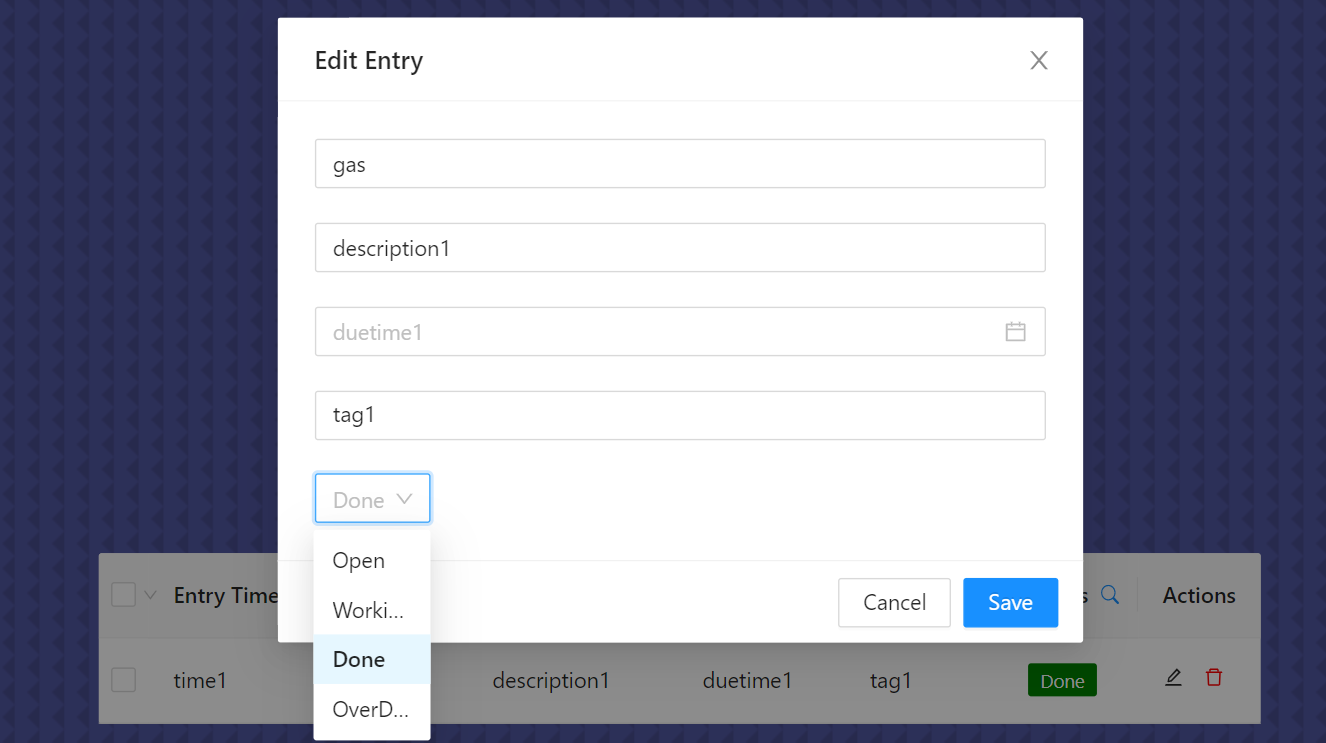 Edit Entry
gas
description1
duetime1
tag1
Done
Open
Worki...
Done
OverD...
Cancel
Save
Entry Time
s
Actions
time1
description1
duetime1
tag1
Done